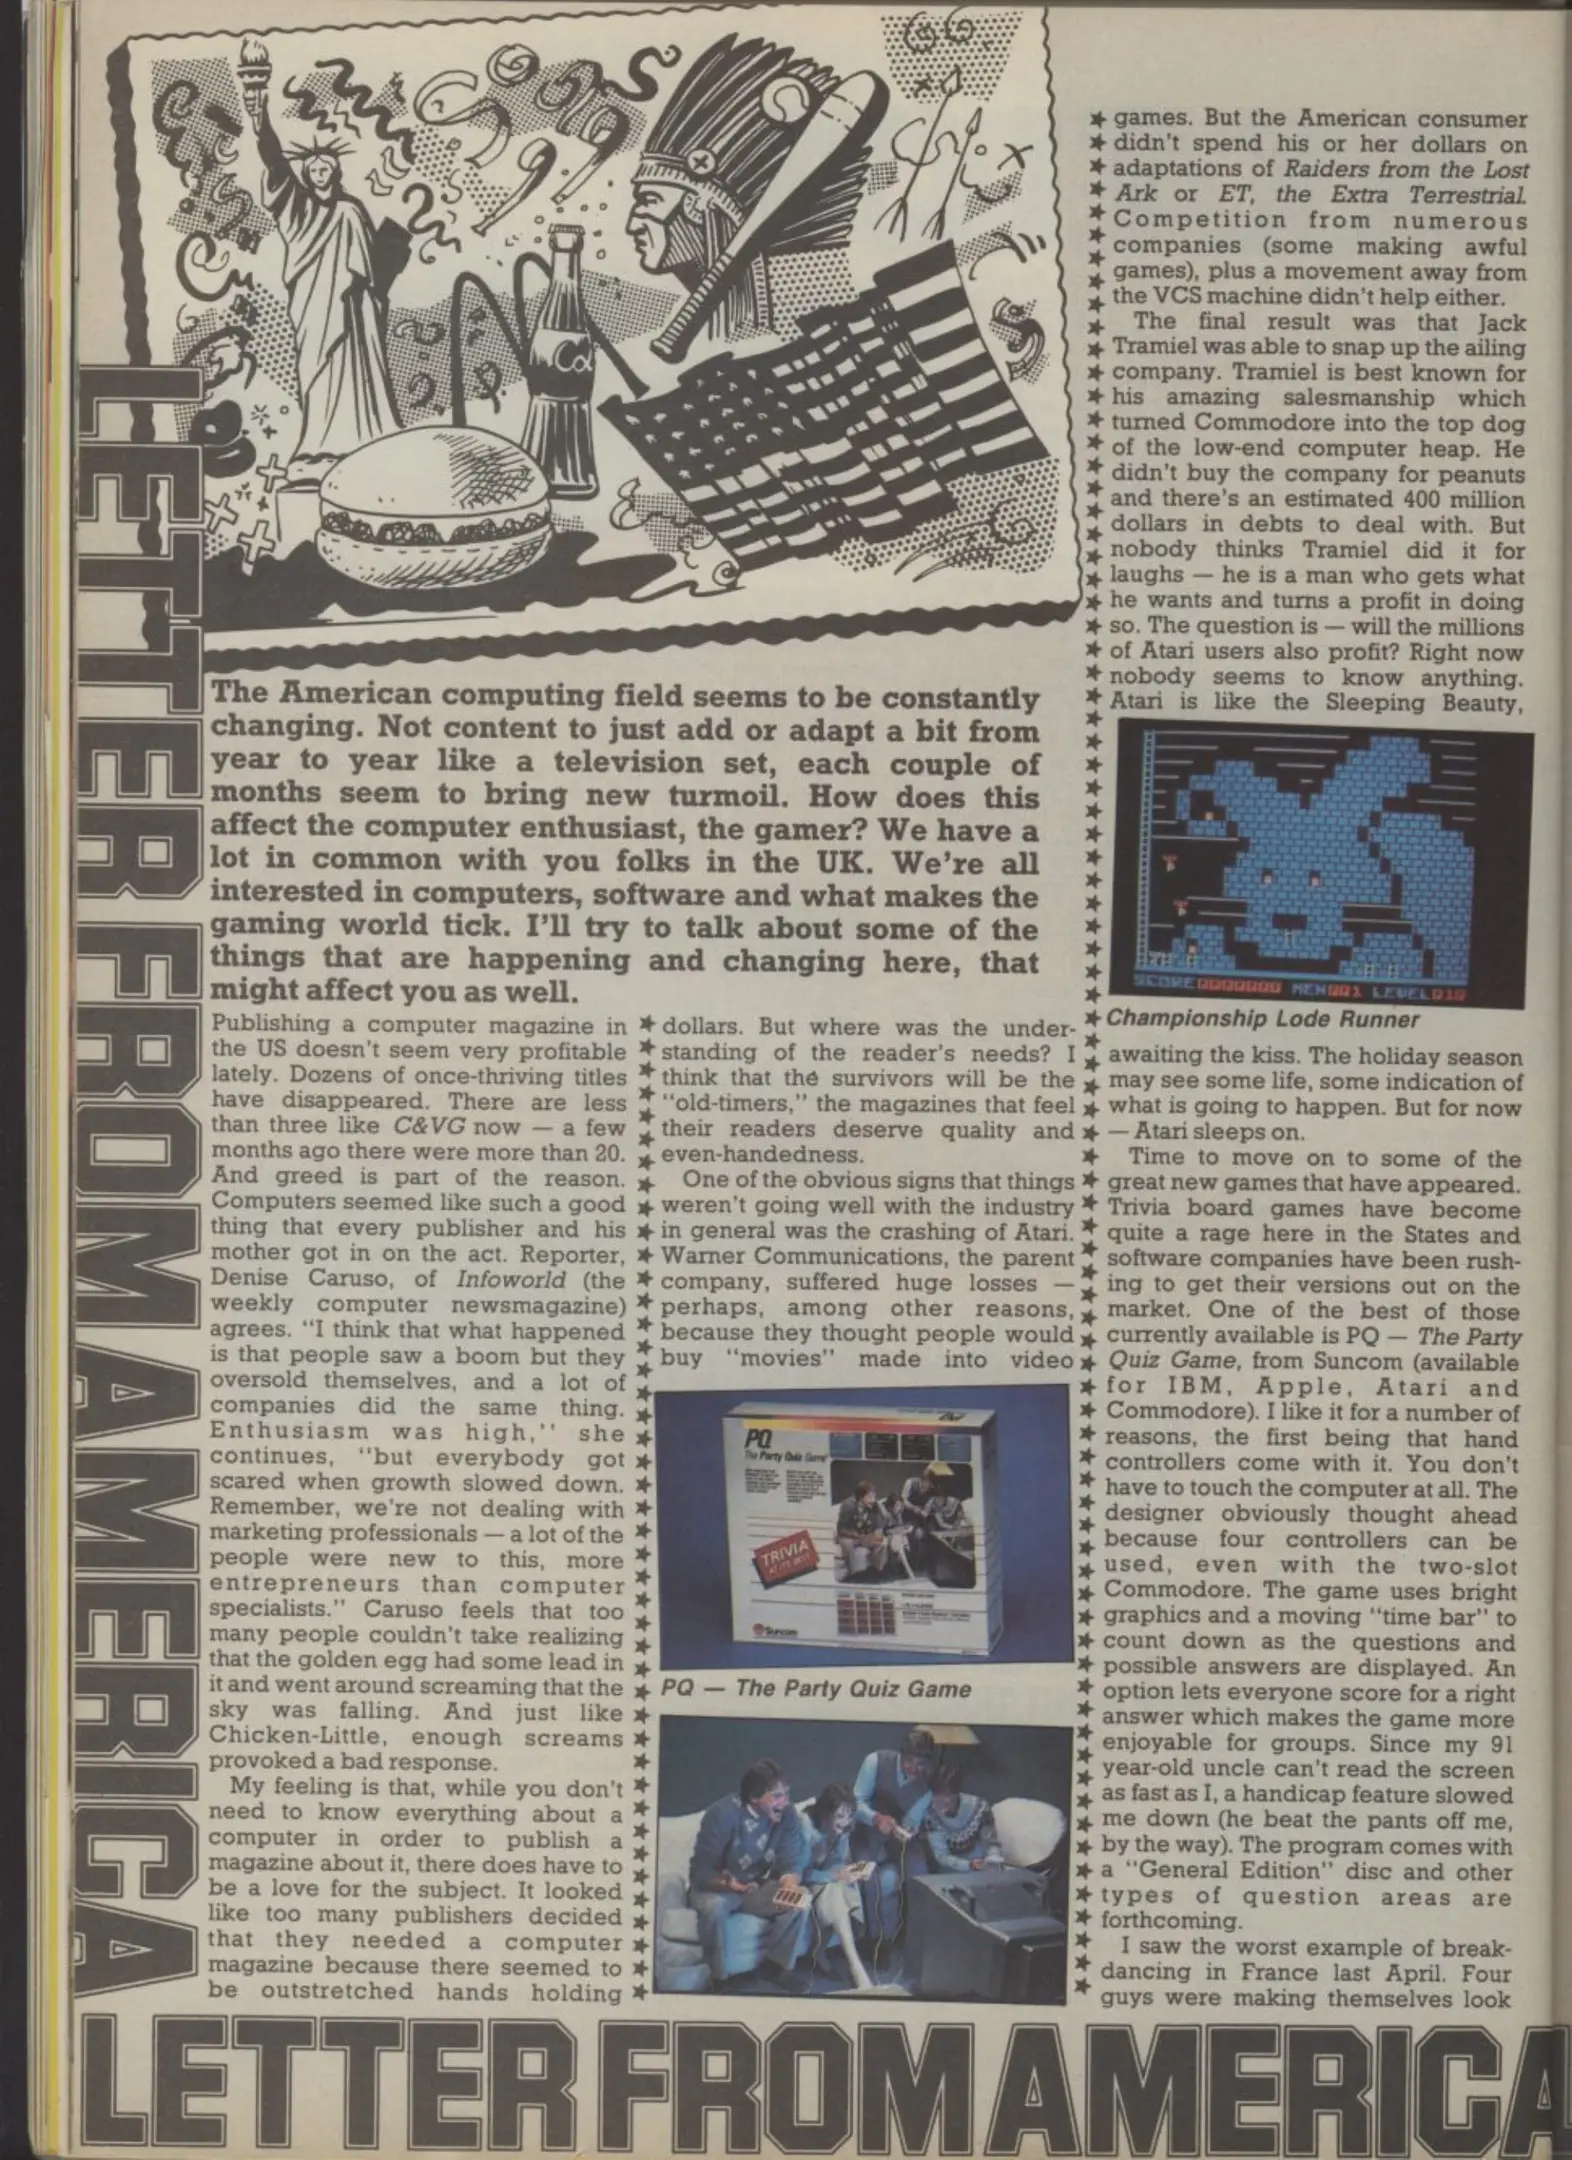 LETTER FROM AMERICA
The American computing field seems to be constantly
changing. Not content to just add or adapt a bit from
year to year like a television set, each couple of
months seem to bring new turmoil. How does this
affect the computer enthusiast, the gamer? We have a
lot in common with you folks in the UK. We're all
interested in computers, software and what makes the
gaming world tick. I'll try to talk about some of the
things that are happening and changing here, that
might affect you as well.
Publishing a computer magazine in
the US doesn't seem very profitable
lately. Dozens of once-thriving titles
have disappeared. There are less
than three like C&VG now — a few
months ago there were more than 20.
And greed is part of the reason.
Computers seemed like such a good
thing that every publisher and his
mother got in on the act. Reporter,
Denise Caruso, of Infoworld (the
weekly computer newsmagazine)
agrees. "I think that what happened
is that people saw a boom but they
oversold themselves, and a lot of
companies did the same thing.
Enthusiasm was high," she
continues, "but everybody got
scared when growth slowed down.
Remember, we're not dealing with
marketing professionals — a lot of the
people were new to this, more
entrepreneurs than computer
specialists." Caruso feels that too
many people couldn't take realizing
that the golden egg had some lead in
it and went around screaming that the
sky was falling. And just like
Chicken-Little, enough screams
provoked a bad response.
My feeling is that, while you don't
need to know everything about a
computer in order to publish a
magazine about it, there does have to
be a love for the subject. It looked
like too many publishers decided
that they needed a computer
magazine because there seemed to
be outstretched hands holding
dollars. But where was the under-
standing of the reader's needs? I
think that the survivors will be the
"old-timers," the magazines that feel
their readers deserve quality and
even-handedness.
One of the obvious signs that things
weren't going well with the industry
in general was the crashing of Atari.
Warner Communications, the parent
company, suffered huge losses —
perhaps, among other reasons,
because they thought people would
buy "movies" made into video
PQ
The Party Quiz Game
TRIVIA
AT ITS BEST
Suncom
PQ — The Party Quiz Game
games. But the American consumer
didn't spend his or her dollars on
adaptations of Raiders from the Lost
Ark or ET, the Extra Terrestrial.
Competition from numerous
companies (some making awful
games), plus a movement away from
the VCS machine didn't help either.
The final result was that Jack
Tramiel was able to snap up the ailing
company. Tramiel is best known for
his amazing salesmanship which
turned Commodore into the top dog
of the low-end computer heap. He
didn't buy the company for peanuts
and there's an estimated 400 million
dollars in debts to deal with. But
nobody thinks Tramiel did it for
laughs — he is a man who gets what
he wants and turns a profit in doing
so. The question is — will the millions
of Atari users also profit? Right now
nobody seems to know anything.
Atari is like the Sleeping Beauty,
SCORE 0000000 MEN 001 LEVEL 010
Championship Lode Runner
awaiting the kiss. The holiday season
may see some life, some indication of
what is going to happen. But for now
— Atari sleeps on.
Time to move on to some of the
great new games that have appeared.
Trivia board games have become
quite a rage here in the States and
software companies have been rush-
ing to get their versions out on the
market. One of the best of those
currently available is PQ — The Party
Quiz Game, from Suncom (available
for IBM, Apple, Atari and
Commodore). I like it for a number of
reasons, the first being that hand
controllers come with it. You don't
have to touch the computer at all. The
designer obviously thought ahead
because four controllers can be
used, even with the two-slot
Commodore. The game uses bright
graphics and a moving "time bar" to
count down as the questions and
possible answers are displayed. An
option lets everyone score for a right
answer which makes the game more
enjoyable for groups. Since my 91
year-old uncle can't read the screen
as fast as I, a handicap feature slowed
me down (he beat the pants off me,
by the way). The program comes with
a "General Edition" disc and other
types of question areas are
forthcoming.
I saw the worst example of break-
dancing in France last April. Four
guys were making themselves look
LETTER FROM AMERICA